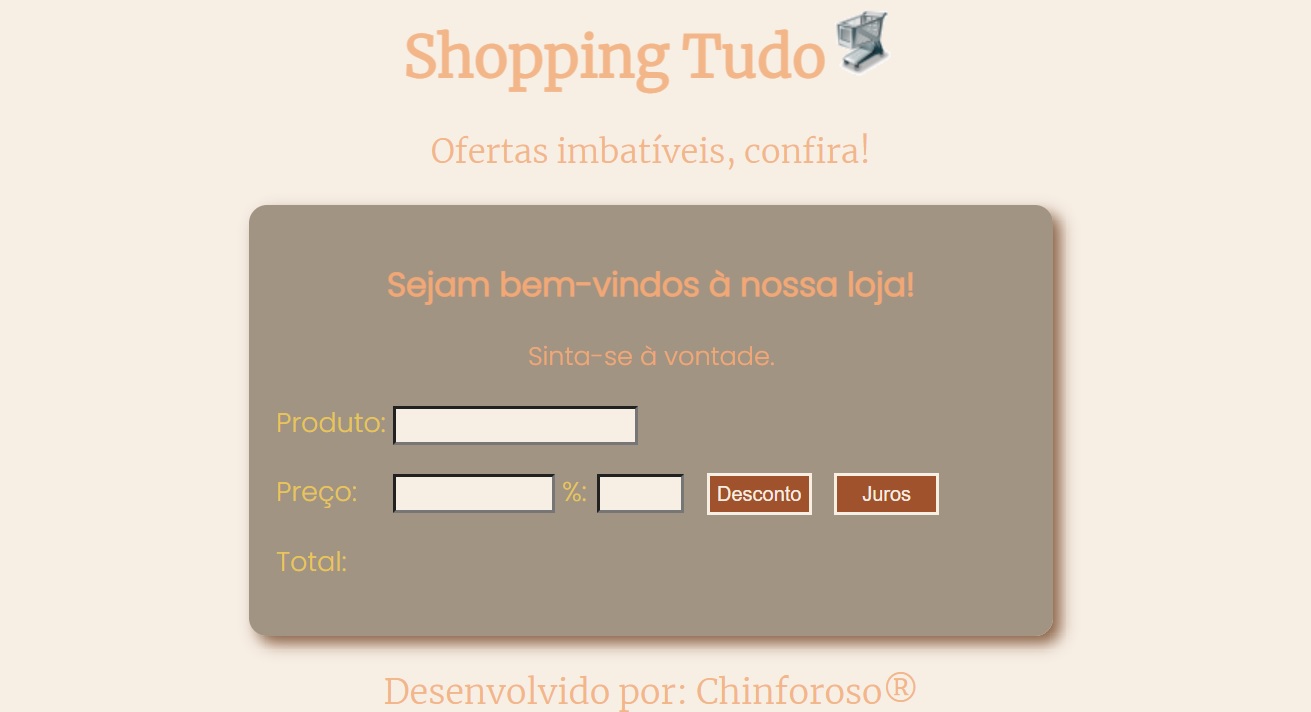 Shopping Tudo
Ofertas imbatíveis, confira!
Sejam bem-vindos à nossa loja!
Sinta-se à vontade.
Produto:
Preço: %: Desconto Juros
Total:
Desenvolvido por: Chinforoso®